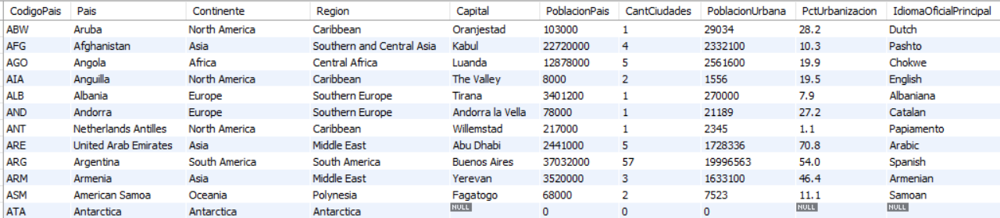 CodigoPais Pais Continente Region Capital PoblacionPais CantCiudades PoblacionUrbana PctUrbanizacion IdiomaOficialPrincipal
ABW Aruba North America Caribbean Oranjestad 103000 1 29034 28.2 Dutch
AFG Afghanistan Asia Southern and Central Asia Kabul 22720000 4 2332100 10.3 Pashto
AGO Angola Africa Central Africa Luanda 12878000 5 2561600 19.9 Chokwe
AIA Anguilla North America Caribbean The Valley 8000 2 1556 19.5 English
ALB Albania Europe Southern Europe Tirana 3401200 1 270000 7.9 Albaniana
AND Andorra Europe Southern Europe Andorra la Vella 78000 1 21189 27.2 Catalan
ANT Netherlands Antilles North America Caribbean Willemstad 217000 1 2345 1.1 Papiamento
ARE United Arab Emirates Asia Middle East Abu Dhabi 2441000 5 1728336 70.8 Arabic
ARG Argentina South America South America Buenos Aires 37032000 57 19996563 54.0 Spanish
ARM Armenia Asia Middle East Yerevan 3520000 3 1633100 46.4 Armenian
ASM American Samoa Oceania Polynesia Fagatogo 68000 2 7523 11.1 Samoan
ATA Antarctica Antarctica Antarctica NULL 0 0 0 NULL NULL